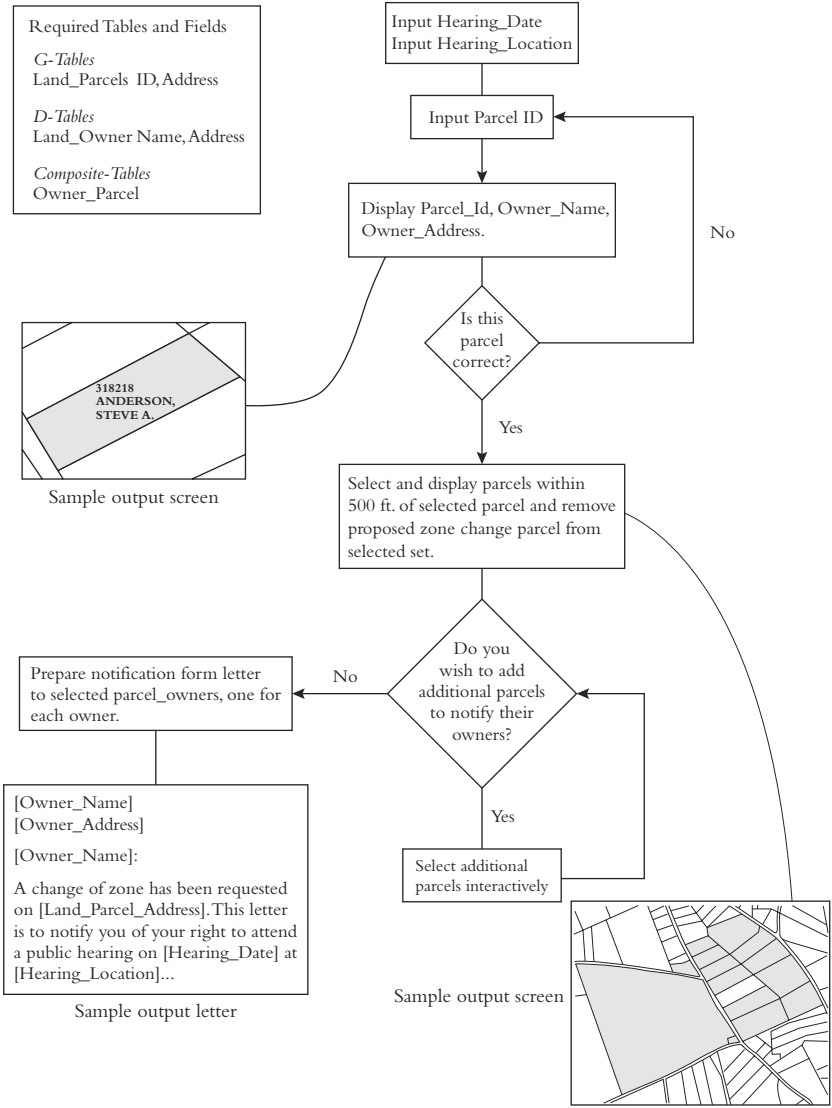 Required Tables and Fields
G-Tables
Land_Parcels ID, Address
D-Tables
Land_Owner Name, Address
Composite-Tables
Owner_Parcel
Input Hearing_Date
Input Hearing_Location
Input Parcel ID
Display Parcel_Id, Owner_Name,
Owner_Address.
No
Is this
parcel
correct?
318218
ANDERSON,
STEVE A.
Sample output screen
Yes
Select and display parcels within
500 ft. of selected parcel and remove
proposed zone change parcel from
selected set.
Do you
wish to add
additional parcels
to notify their
owners?
No
Prepare notification form letter
to selected parcel_owners, one for
each owner.
Yes
Select additional
parcels interactively
[Owner_Name]
[Owner_Address]
[Owner_Name]:
A change of zone has been requested
on [Land_Parcel_Address]. This letter
is to notify you of your right to attend
a public hearing on [Hearing_Date] at
[Hearing_Location]...
Sample output letter
Sample output screen